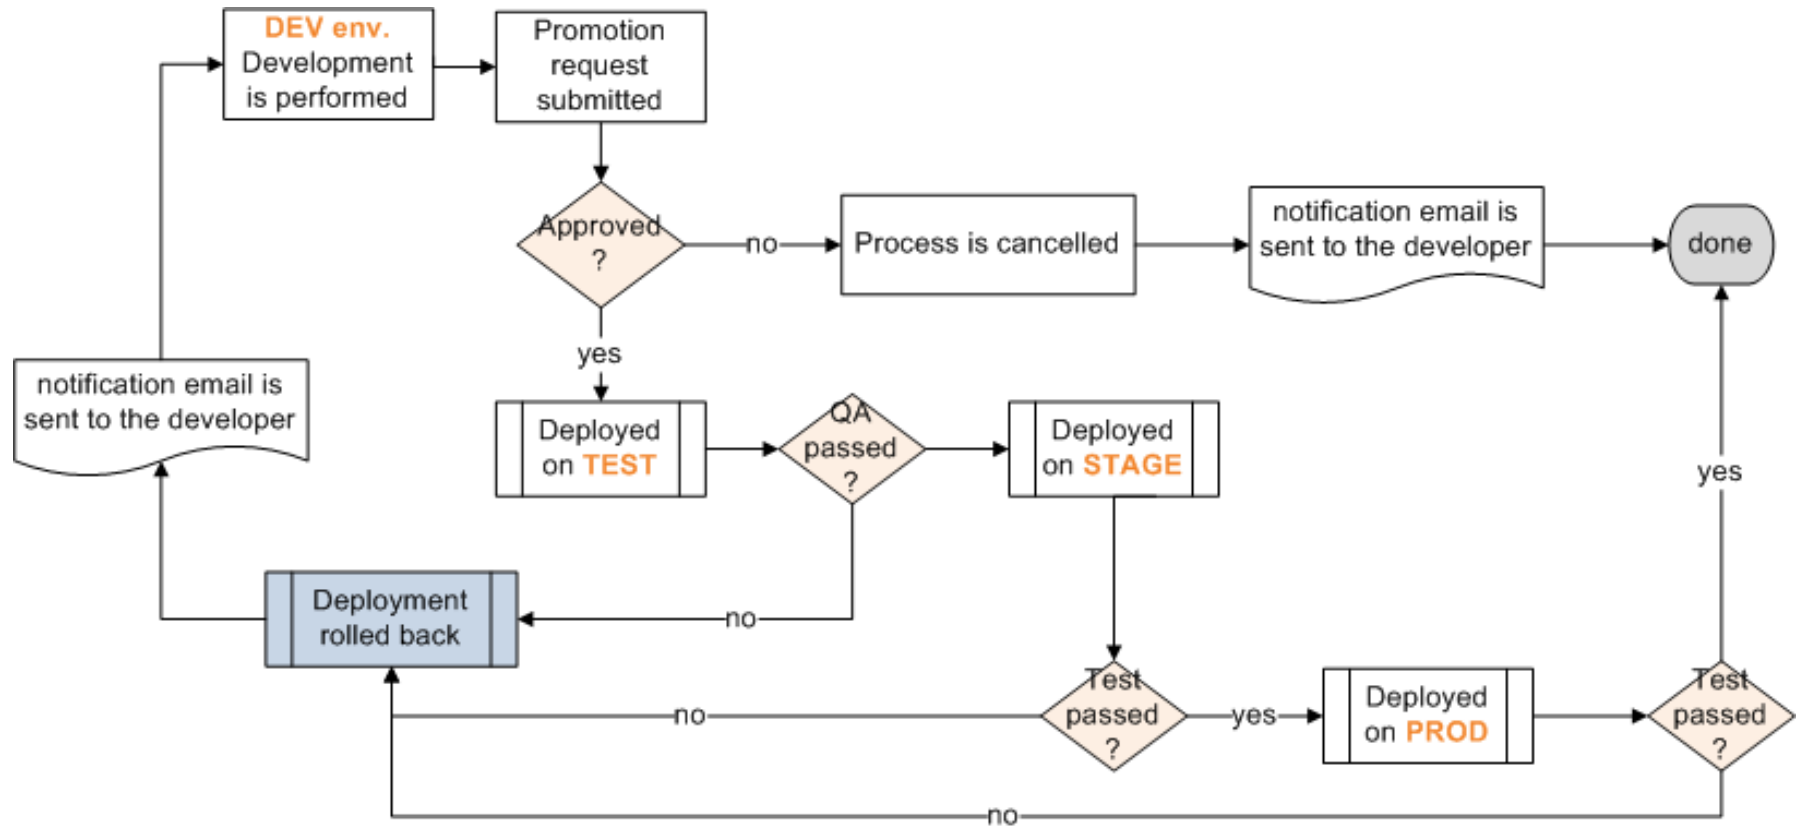 DEV env.
Development
is performed
Promotion
request
submitted
Approved
?
no
Process is cancelled
notification email is
sent to the developer
done
yes
notification email is
sent to the developer
Deployed
on TEST
QA
passed
?
Deployed
on STAGE
yes
Deployment
rolled back
no
Test
passed
?
no
yes
Deployed
on PROD
Test
passed
?
no